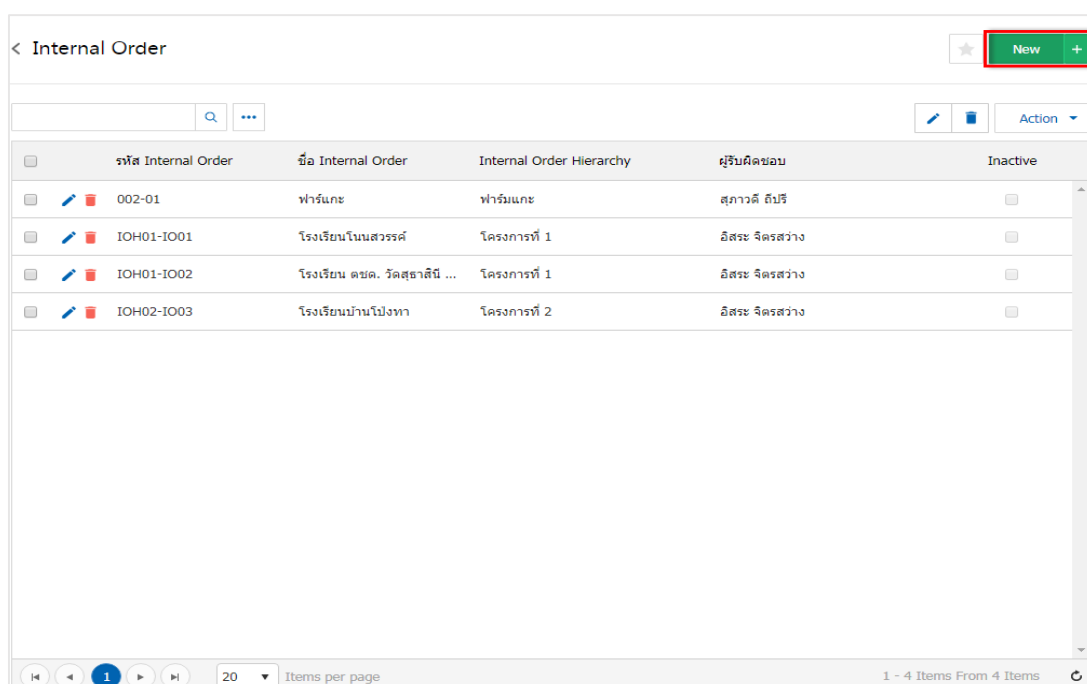 Internal Order
New +
Action
รหัส Internal Order ชื่อ Internal Order Internal Order Hierarchy ผู้รับผิดชอบ Inactive
002-01 ฟาร์แกะ ฟาร์มแกะ สุภาวดี ถีปรี
IOH01-IO01 โรงเรียนโนนสวรรค์ โครงการที่ 1 อิสระ จิตรสว่าง
IOH01-IO02 โรงเรียน ตชด. วัดสุธาสินี ... โครงการที่ 1 อิสระ จิตรสว่าง
IOH02-IO03 โรงเรียนบ้านโป่งทา โครงการที่ 2 อิสระ จิตรสว่าง
1 20 Items per page 1 - 4 Items From 4 Items